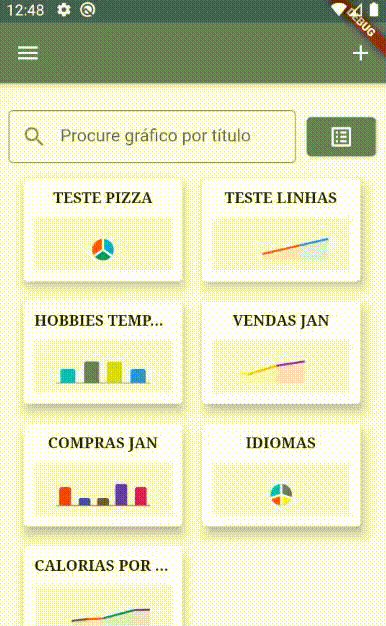 12:48
DEBUG
Procure gráfico por título
TESTE PIZZA
TESTE LINHAS
HOBBIES TEMP...
VENDAS JAN
COMPRAS JAN
IDIOMAS
CALORIAS POR ...